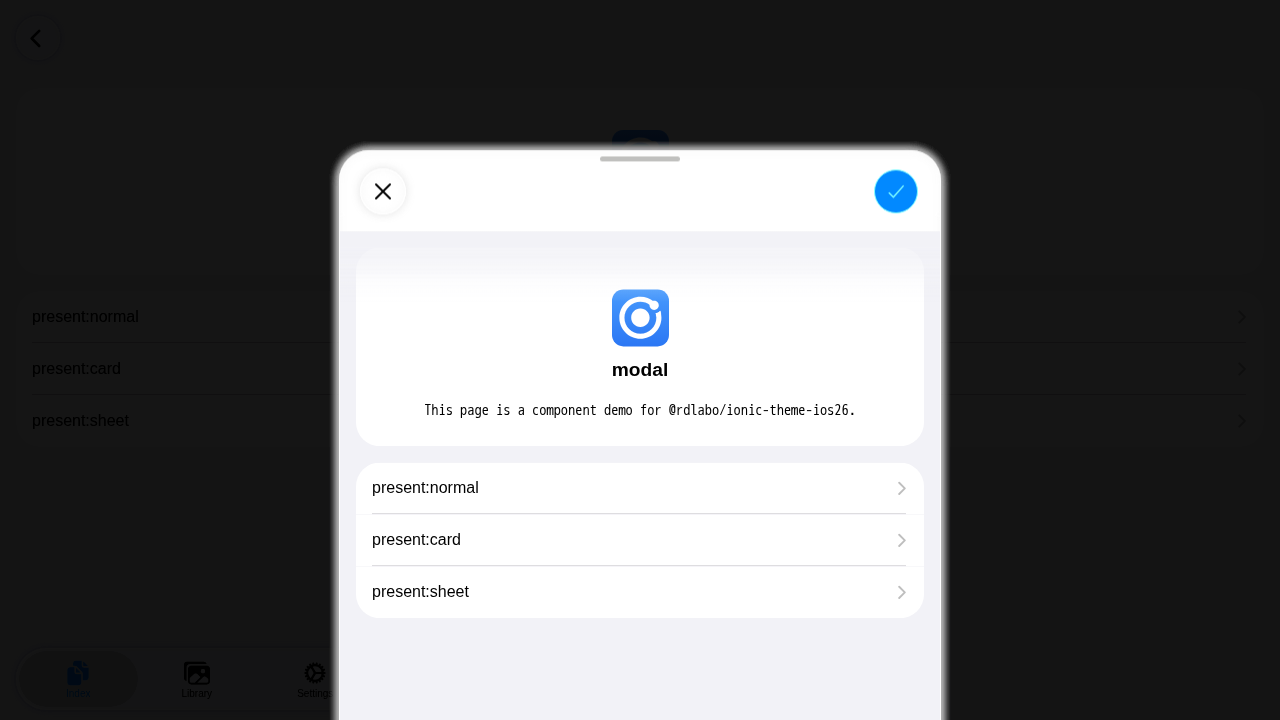 modal
This page is a component demo for @rdlabo/ionic-theme-ios26.
present:normal
present:card
present:sheet
present:normal
present:card
present:sheet
Index
Library
Settings